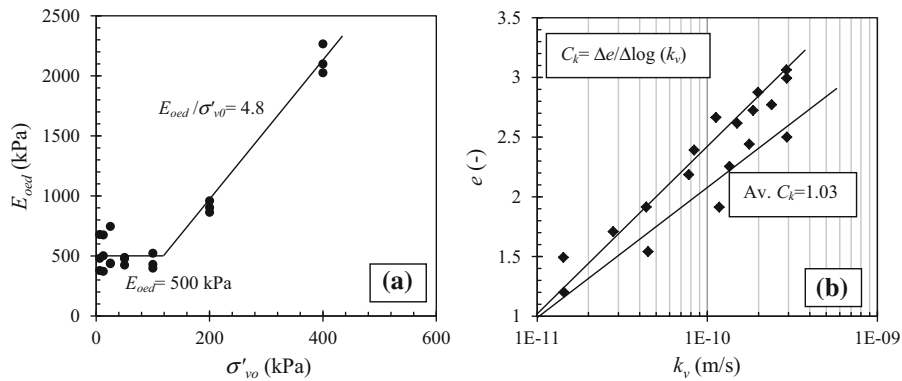 2500
2000
1500
1000
500
0
0
200
400
600
E_oed (kPa)
σ'_vo (kPa)
E_oed /σ'_v0= 4.8
E_oed= 500 kPa
(a)
3.5
3
2.5
2
1.5
1
1E-11
1E-10
1E-09
e (-)
k_v (m/s)
C_k= Δe/Δlog (k_v)
Av. C_k=1.03
(b)